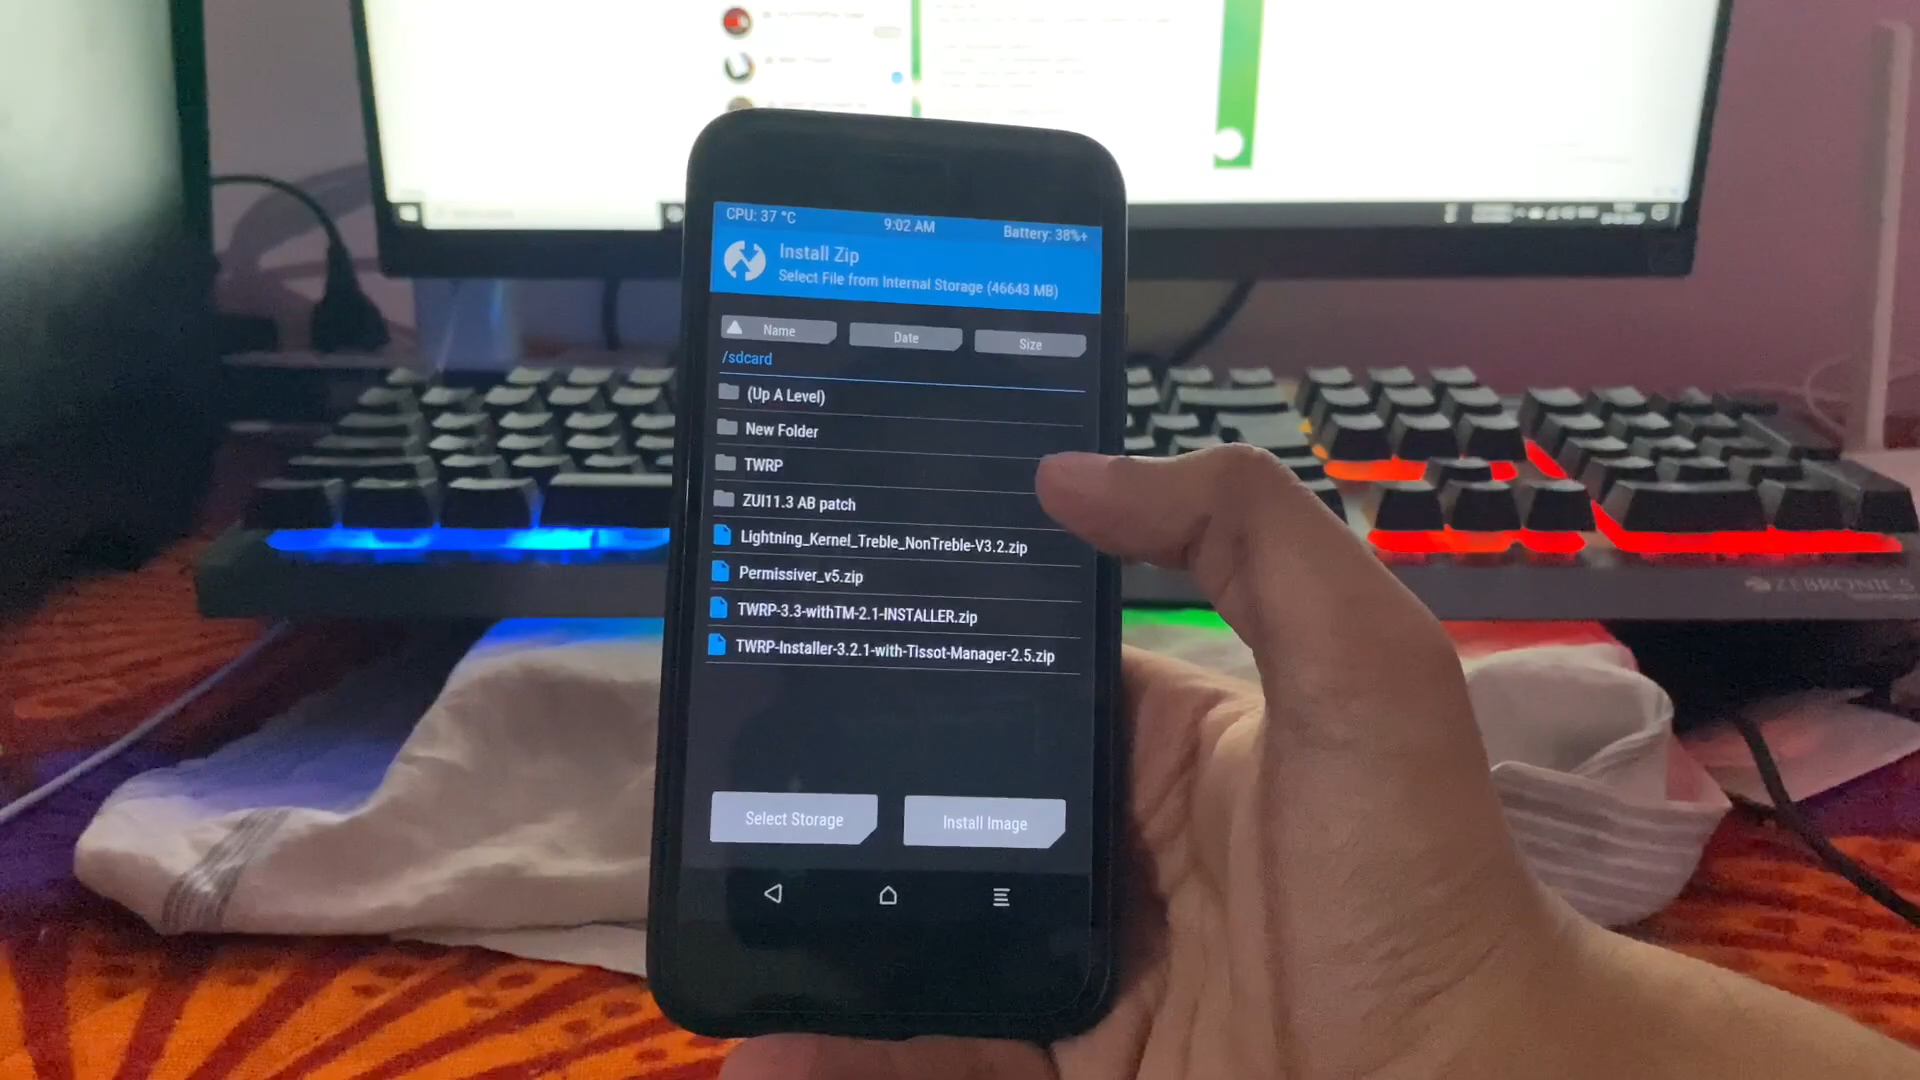 CPU: 37 °C
9:02 AM
Battery: 38%+
Install Zip
Select File from Internal Storage (46643 MB)
Name
Date
Size
/sdcard
(Up A Level)
New Folder
TWRP
ZUI11.3 AB patch
Lightning_Kernel_Treble_NonTreble-V3.2.zip
Permissiver_v5.zip
TWRP-3.3-withTM-2.1-INSTALLER.zip
TWRP-Installer-3.2.1-with-Tissot-Manager-2.5.zip
Select Storage
Install Image
ZEBRONICS